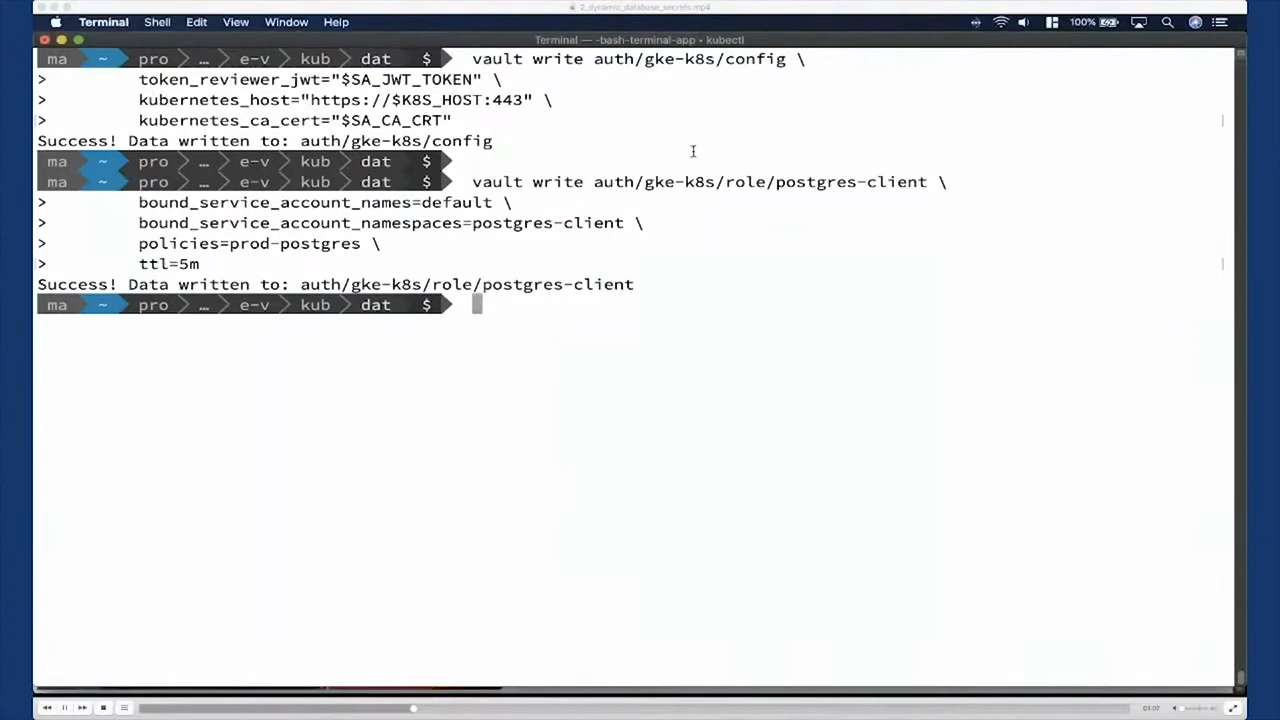 2_dynamic_database_secrets.mp4
Terminal Shell Edit View Window Help 100%
Terminal — -bash-terminal-app • kubectl
ma ~ pro … e-v kub dat $ vault write auth/gke-k8s/config \
> token_reviewer_jwt="$SA_JWT_TOKEN" \
> kubernetes_host="https://$K8S_HOST:443" \
> kubernetes_ca_cert="$SA_CA_CRT"
Success! Data written to: auth/gke-k8s/config
ma ~ pro … e-v kub dat $
ma ~ pro … e-v kub dat $ vault write auth/gke-k8s/role/postgres-client \
> bound_service_account_names=default \
> bound_service_account_namespaces=postgres-client \
> policies=prod-postgres \
> ttl=5m
Success! Data written to: auth/gke-k8s/role/postgres-client
ma ~ pro … e-v kub dat $
01:07